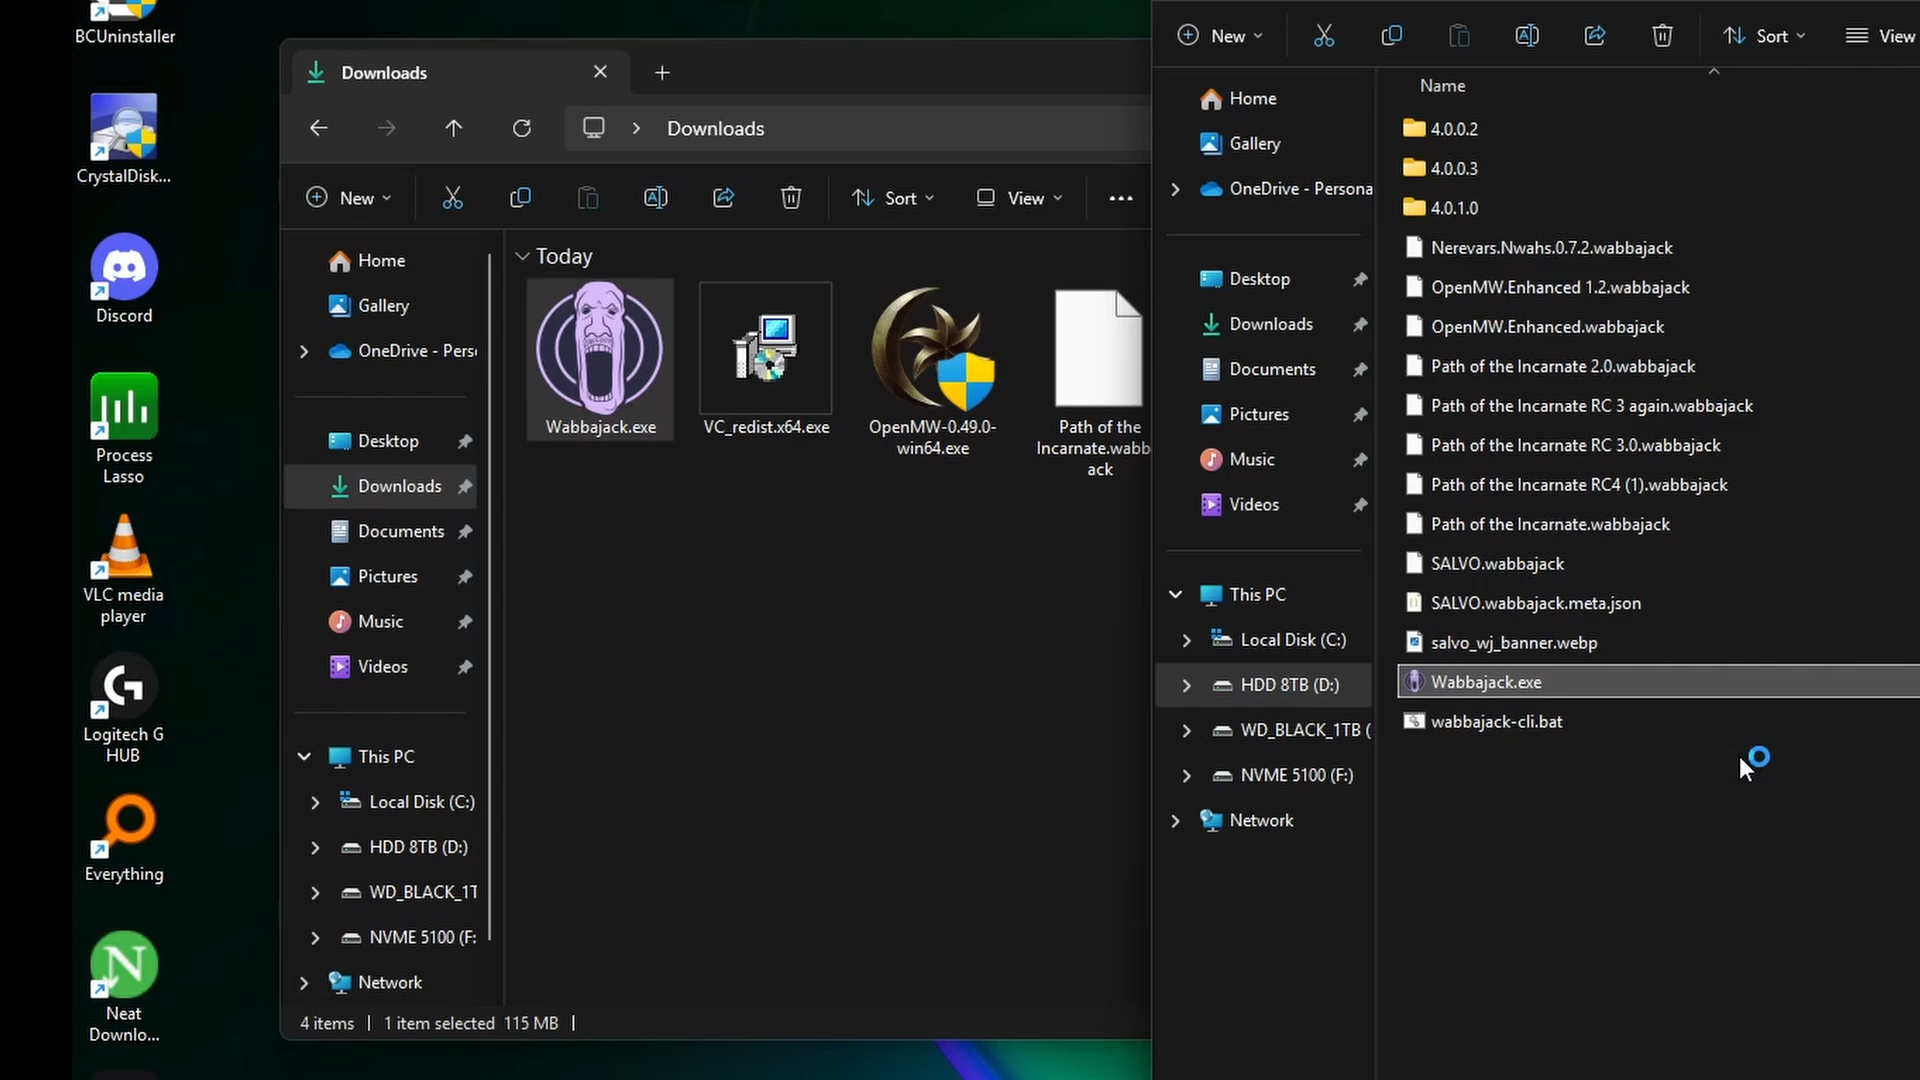 BCUninstaller
CrystalDisk...
Discord
Process
Lasso
VLC media
player
Logitech G
HUB
Everything
Neat
Downlo...
Downloads
Downloads
New
Sort
View
Home
Gallery
OneDrive - Pers
Desktop
Downloads
Documents
Pictures
Music
Videos
This PC
Local Disk (C:)
HDD 8TB (D:)
WD_BLACK_1T
NVME 5100 (F:
Network
Today
Wabbajack.exe
VC_redist.x64.exe
OpenMW-0.49.0-
win64.exe
Path of the
Incarnate.wabb
ack
4 items
1 item selected 115 MB
New
Sort
View
Home
Gallery
OneDrive - Persona
Desktop
Downloads
Documents
Pictures
Music
Videos
This PC
Local Disk (C:)
HDD 8TB (D:)
WD_BLACK_1TB (
NVME 5100 (F:)
Network
Name
4.0.0.2
4.0.0.3
4.0.1.0
Nerevars.Nwahs.0.7.2.wabbajack
OpenMW.Enhanced 1.2.wabbajack
OpenMW.Enhanced.wabbajack
Path of the Incarnate 2.0.wabbajack
Path of the Incarnate RC 3 again.wabbajack
Path of the Incarnate RC 3.0.wabbajack
Path of the Incarnate RC4 (1).wabbajack
Path of the Incarnate.wabbajack
SALVO.wabbajack
SALVO.wabbajack.meta.json
salvo_wj_banner.webp
Wabbajack.exe
wabbajack-cli.bat